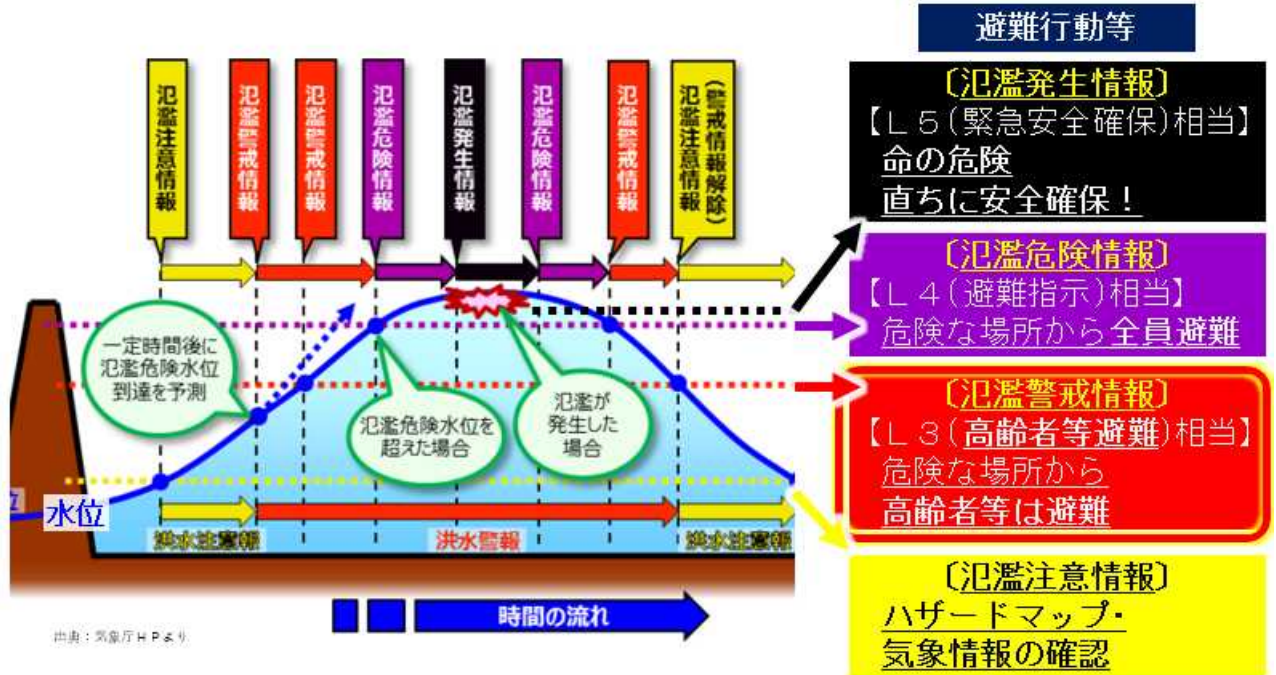 避難行動等
氾濫注意情報
氾濫警戒情報
氾濫警戒情報
氾濫危険情報
氾濫発生情報
氾濫危険情報
氾濫警戒情報
氾濫注意情報
(警戒情報解除)
一定時間後に
氾濫危険水位
到達を予測
氾濫危険水位を
超えた場合
氾濫が
発生した
場合
水位
洪水注意報
洪水警報
洪水注意報
時間の流れ
出典:気象庁HPより
〔氾濫発生情報〕
【L5(緊急安全確保)相当】
命の危険
直ちに安全確保!
〔氾濫危険情報〕
【L4(避難指示)相当】
危険な場所から全員避難
〔氾濫警戒情報〕
【L3(高齢者等避難)相当】
危険な場所から
高齢者等は避難
〔氾濫注意情報〕
ハザードマップ・
気象情報の確認